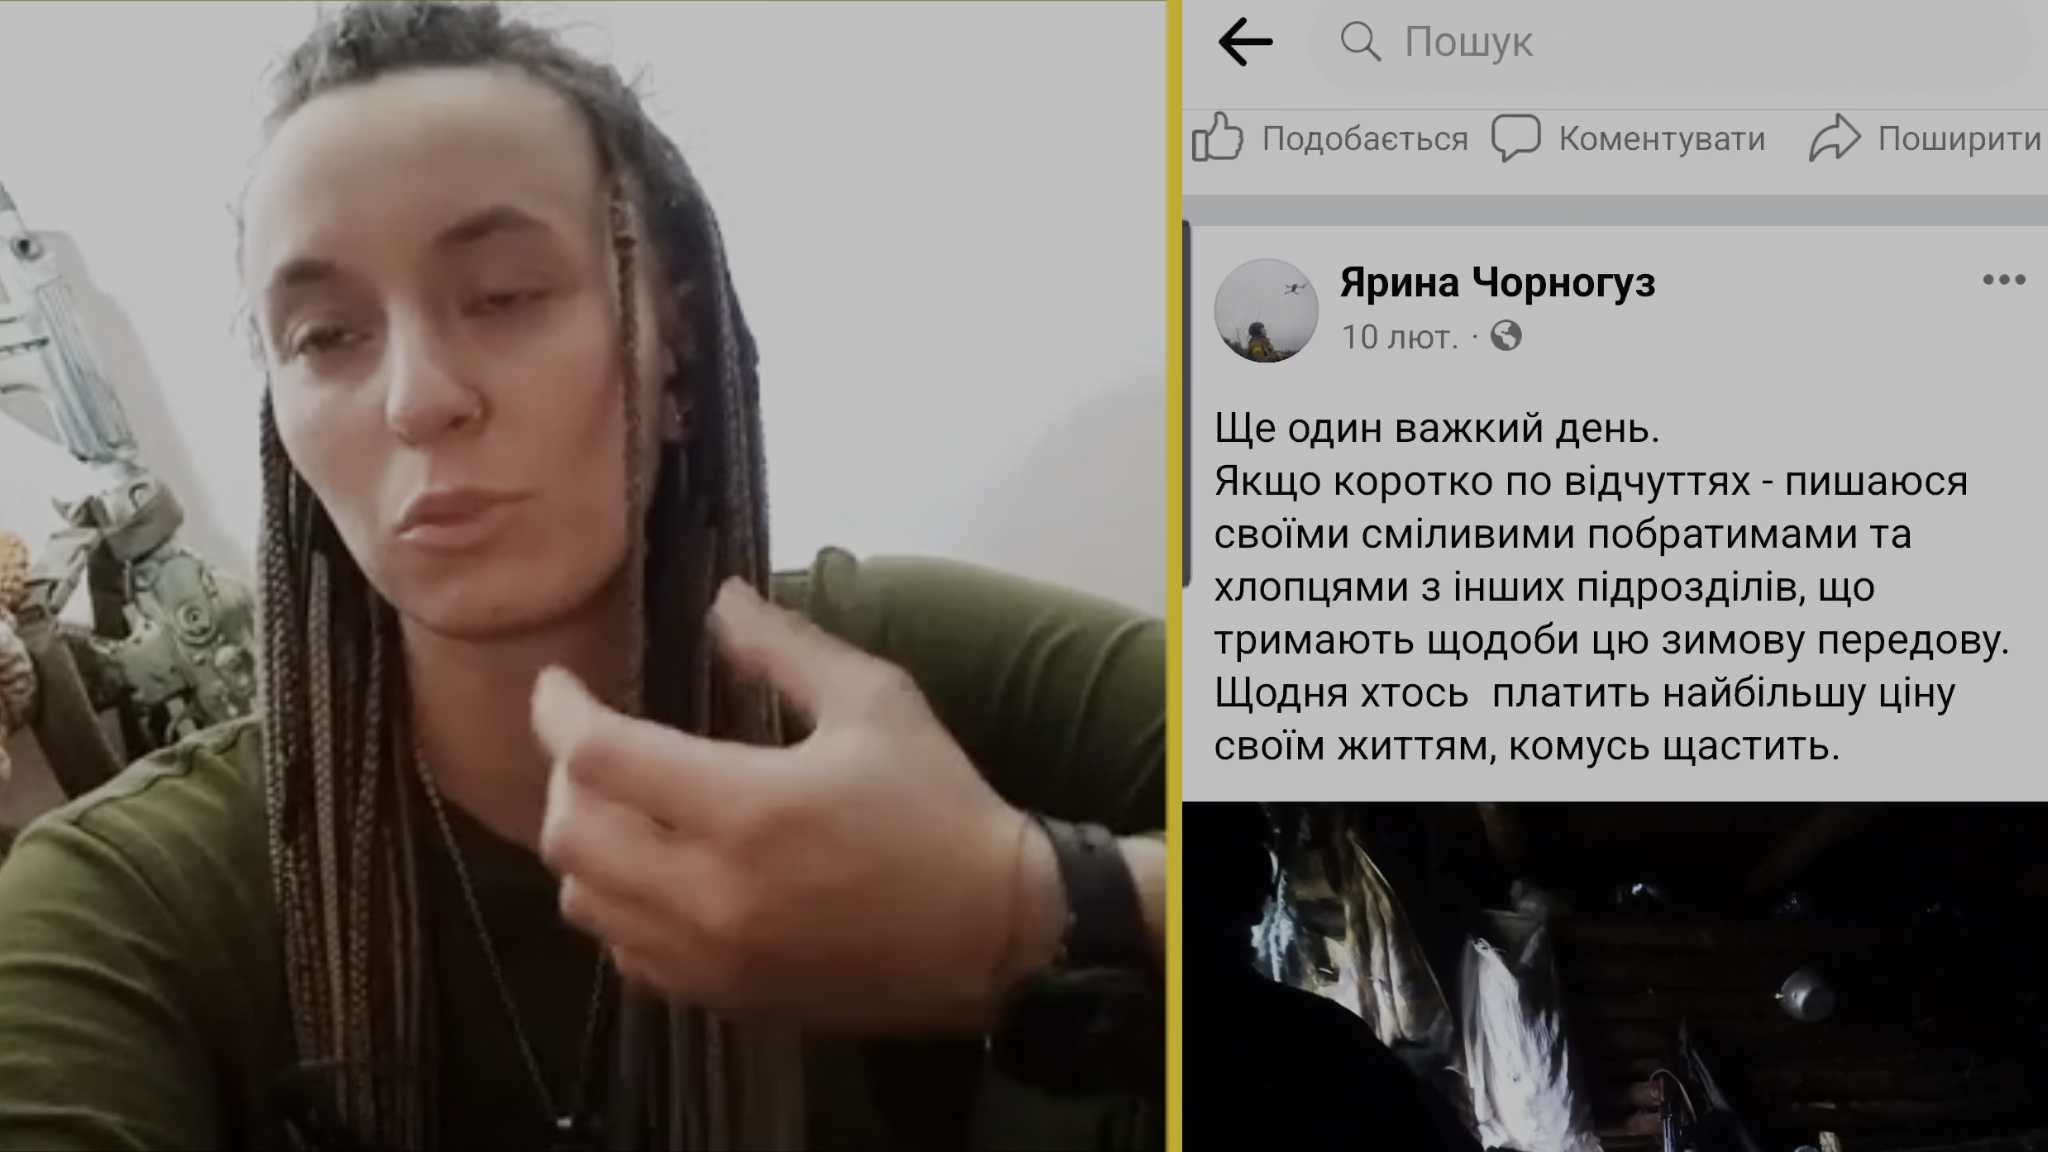 Пошук
Подобається Коментувати Поширити
Ярина Чорногуз
10 лют. ·
Ще один важкий день.
Якщо коротко по відчуттях - пишаюся
своїми сміливими побратимами та
хлопцями з інших підрозділів, що
тримають щодоби цю зимову передову.
Щодня хтось  платить найбільшу ціну
своїм життям, комусь щастить.